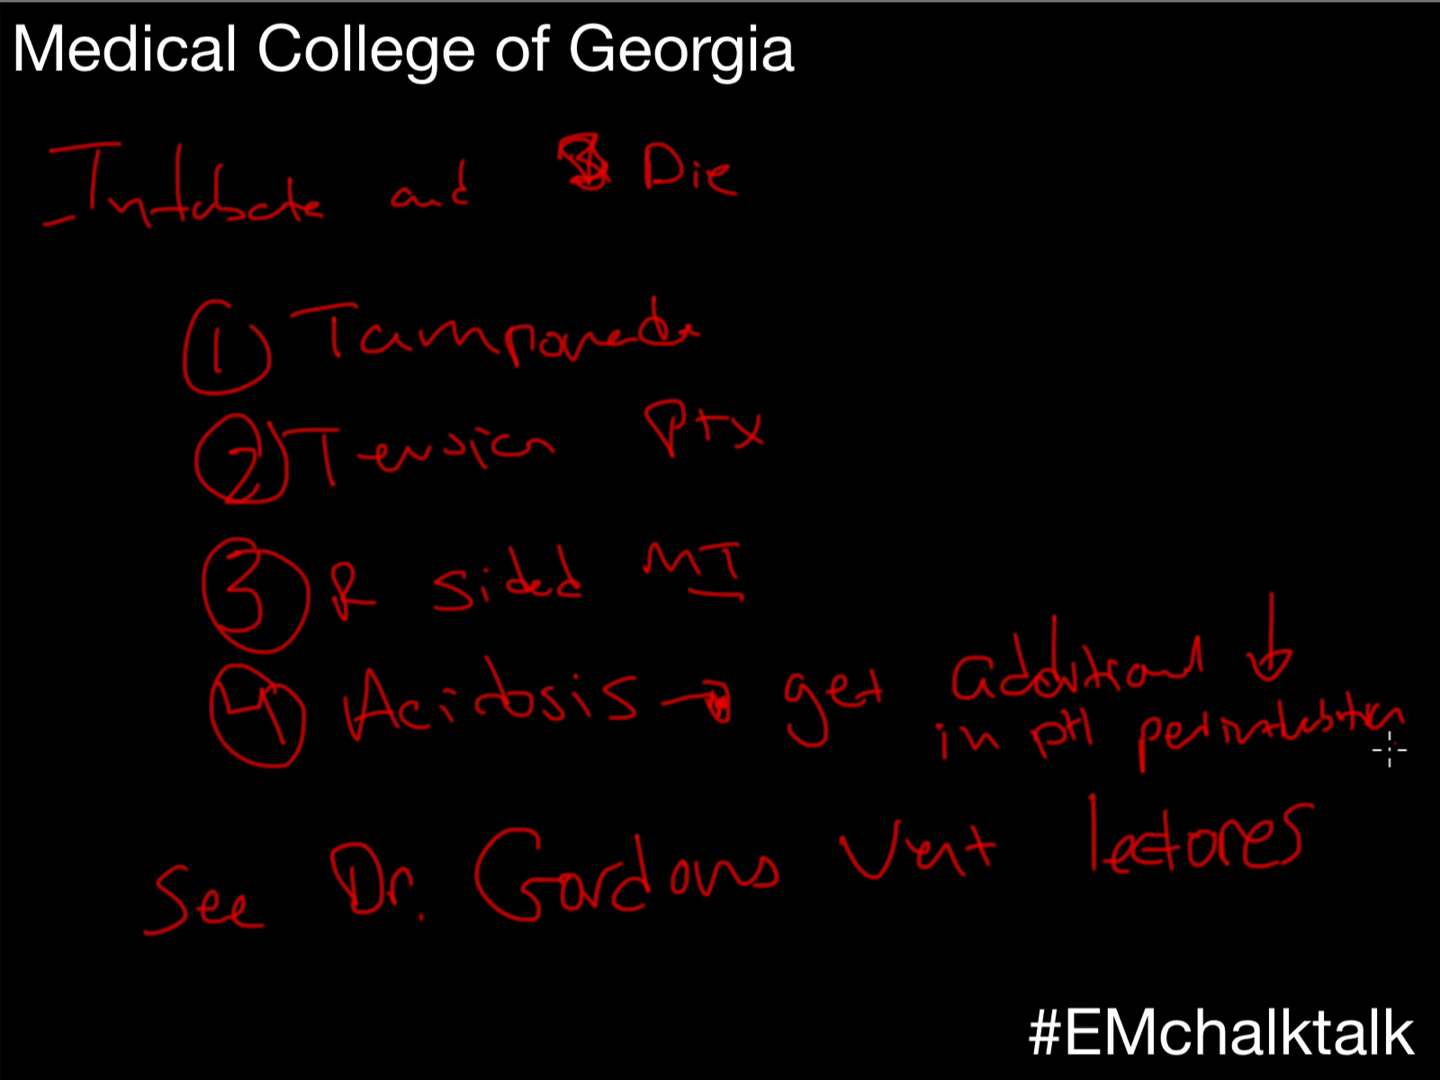 Medical College of Georgia
Intubate and Die
① Tamponade
② Tension Ptx
③ R sided MI
④ Acidosis → get additional ↓
in pH periintubation
See Dr. Gordons Vent lectores
#EMchalktalk